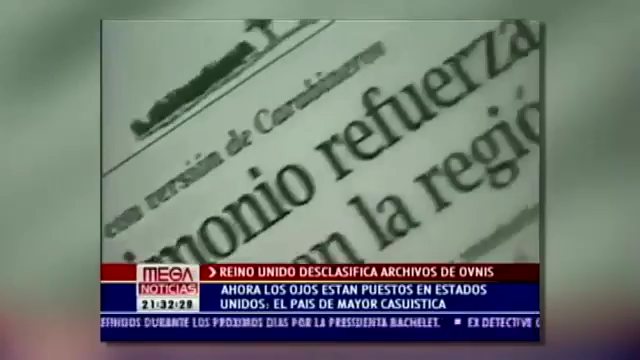 con versión de Carabineros
imonio refuerza
en la regió
MEGA
NOTICIAS
21:32:28
REINO UNIDO DESCLASIFICA ARCHIVOS DE OVNIS
AHORA LOS OJOS ESTAN PUESTOS EN ESTADOS
UNIDOS: EL PAIS DE MAYOR CASUISTICA
EFINIDOS DURANTE LOS PROXIMOS DIAS POR LA PRESIDENTA BACHELET. ■ EX DETECTIVE C